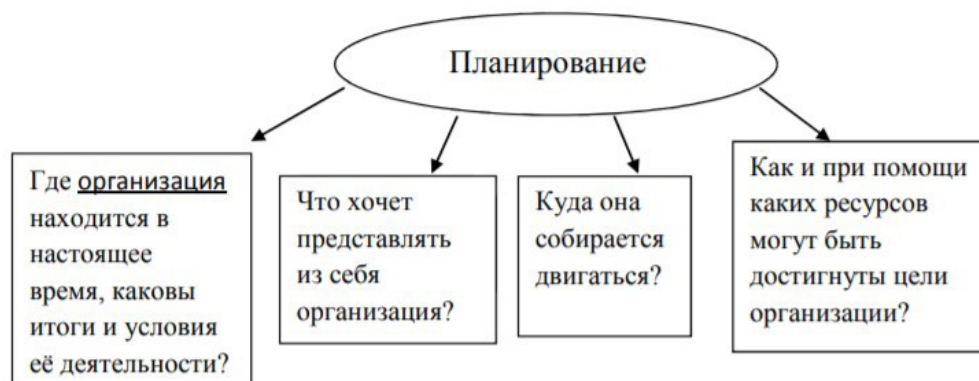 Планирование
Где организация
находится в
настоящее
время, каковы
итоги и условия
её деятельности?
Что хочет
представлять
из себя
организация?
Куда она
собирается
двигаться?
Как и при помощи
каких ресурсов
могут быть
достигнуты цели
организации?